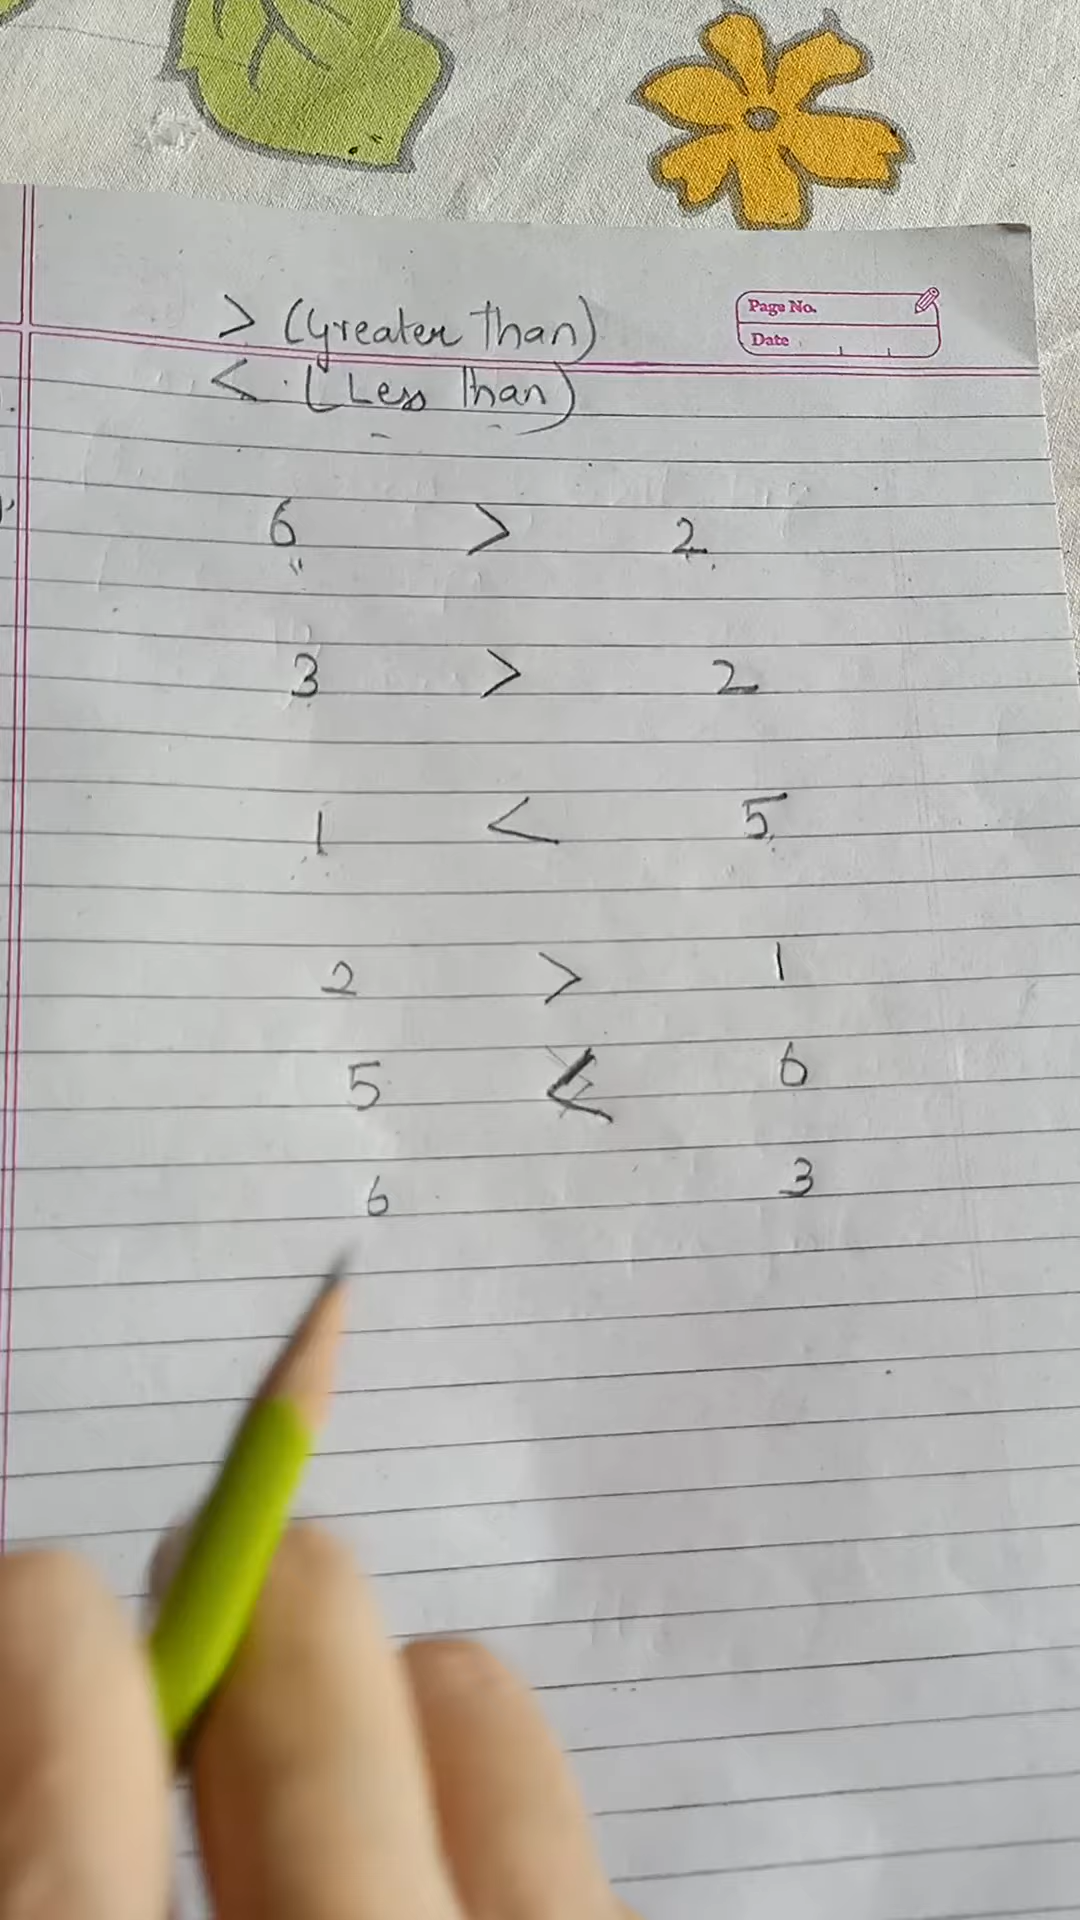 > (Greater than)
Page No.
Date
< (Less than)
6 > 2
3 > 2
1 < 5
2 > 1
5 < 6
6 3